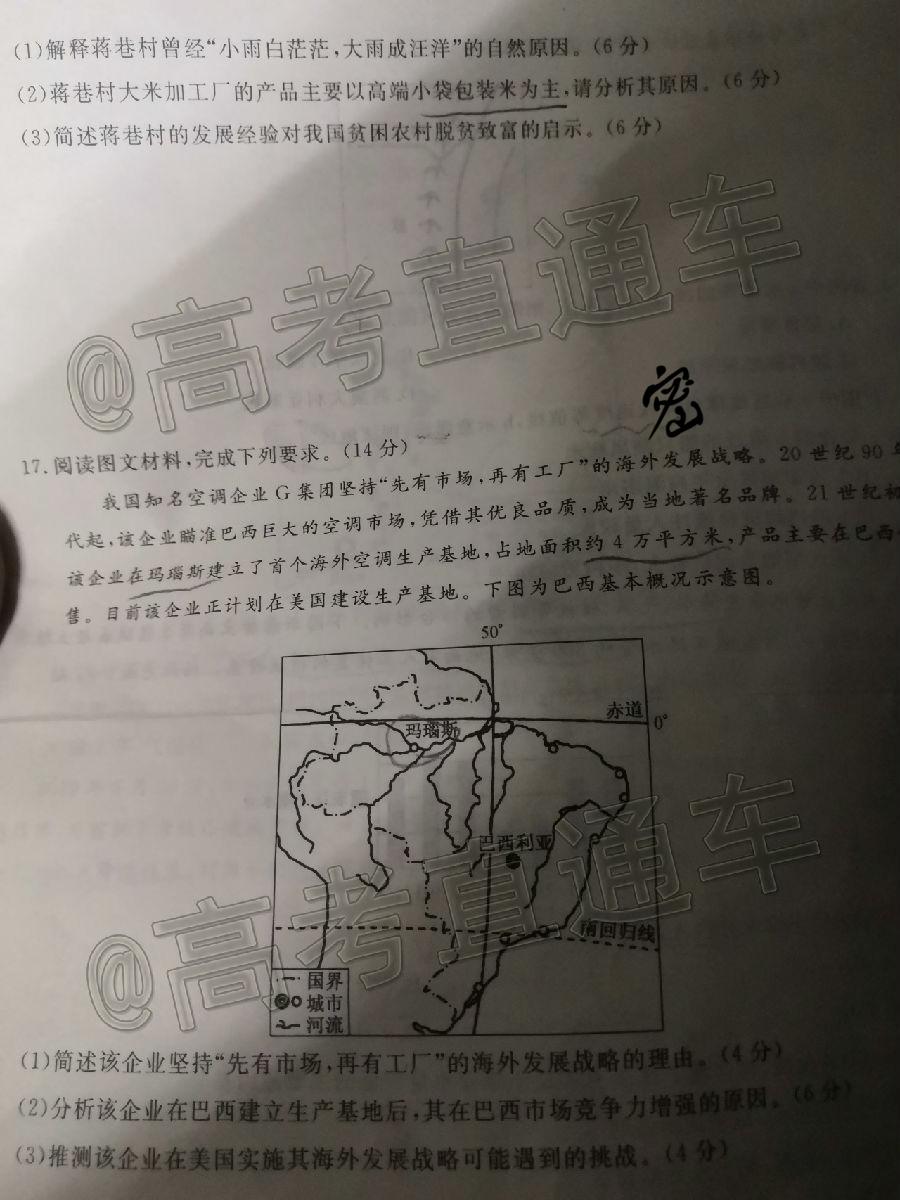 (1)解释蒋巷村曾经“小雨白茫茫,大雨成汪洋”的自然原因。(6分)
(2)蒋巷村大米加工厂的产品主要以高端小袋包装米为主,请分析其原因。(6分)
(3)简述蒋巷村的发展经验对我国贫困农村脱贫致富的启示。(6分)
@高考直通车
密
17.阅读图文材料,完成下列要求。(14分)
我国知名空调企业G集团坚持“先有市场,再有工厂”的海外发展战略。20世纪90年
代起,该企业瞄准巴西巨大的空调市场,凭借其优良品质,成为当地著名品牌。21世纪初
该企业在玛瑙斯建立了首个海外空调生产基地,占地面积约4万平方米,产品主要在巴西
售。目前该企业正计划在美国建设生产基地。下图为巴西基本概况示意图。
50°
赤道
0°
玛瑙斯
巴西利亚
@高考直通车
南回归线
国界
城市
河流
(1)简述该企业坚持“先有市场,再有工厂”的海外发展战略的理由。(4分)
(2)分析该企业在巴西建立生产基地后,其在巴西市场竞争力增强的原因。(6分)
(3)推测该企业在美国实施其海外发展战略可能遇到的挑战。(4分)